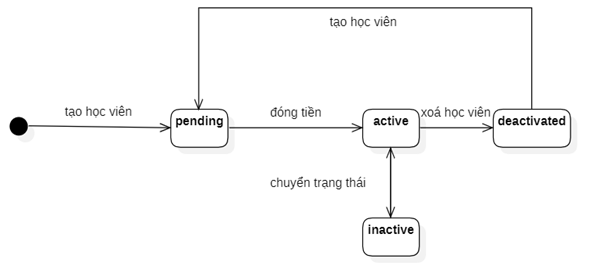 tạo học viên
tạo học viên
pending
đóng tiền
active
xoá học viên
deactivated
chuyển trạng thái
inactive